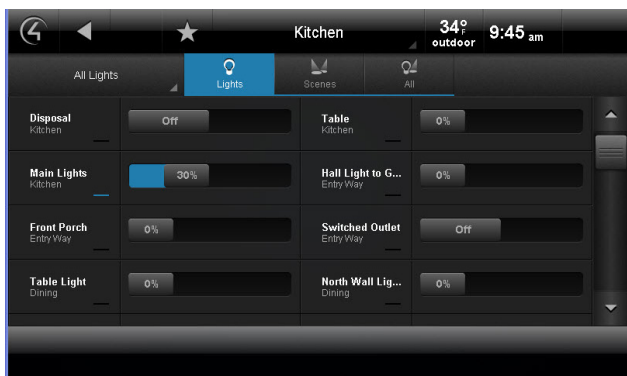 Kitchen
34°F
outdoor
9:45 am
All Lights
Lights
Scenes
All
Disposal
Kitchen
Off
Table
Kitchen
0%
Main Lights
Kitchen
30%
Hall Light to G...
Entry Way
0%
Front Porch
Entry Way
0%
Switched Outlet
Entry Way
Off
Table Light
Dining
0%
North Wall Lig...
Dining
0%